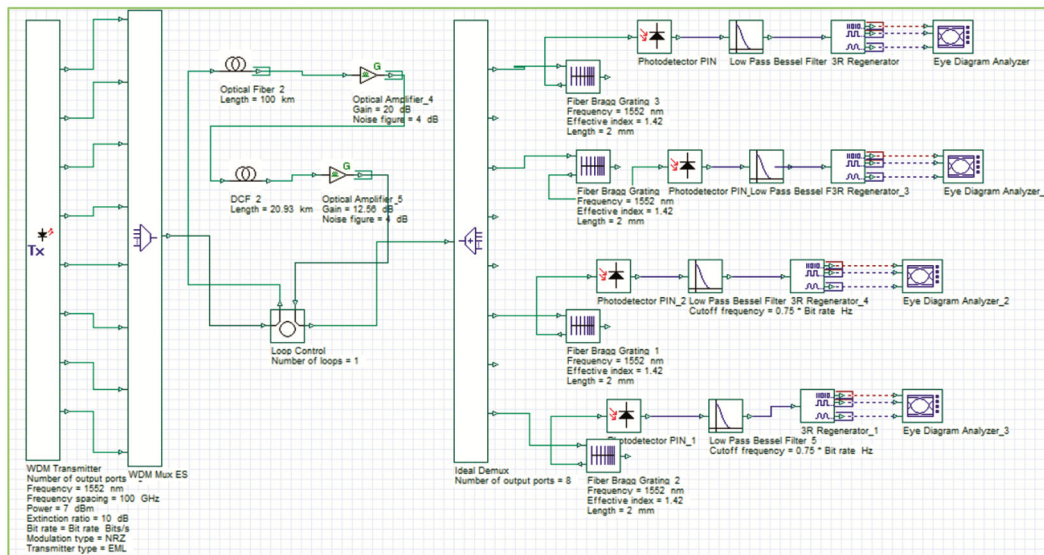 Tx
WDM Transmitter
Number of output ports
Frequency = 1552 nm
Frequency spacing = 100 GHz
Power = 7 dBm
Extinction ratio = 10 dB
Bit rate = Bit rate Bits/s
Modulation type = NRZ
Transmitter type = EML
WDM Mux ES
Optical Fiber_2
Length = 100 km
G
Optical Amplifier_4
Gain = 20 dB
Noise figure = 4 dB
DCF_2
Length = 20.93 km
G
Optical Amplifier_5
Gain = 12.56 dB
Noise figure = 4 dB
Loop Control
Number of loops = 1
Ideal Demux
Number of output ports = 8
Photodetector PIN
Low Pass Bessel Filter
3R Regenerator
Eye Diagram Analyzer
Fiber Bragg Grating_3
Frequency = 1552 nm
Effective index = 1.42
Length = 2 mm
Fiber Bragg Grating
Frequency = 1552nm
Effective index = 1.42
Length = 2 mm
Photodetector PIN_
Low Pass Bessel F
3R Regenerator_3
Eye Diagram Analyzer_
Photodetector PIN_2
Low Pass Bessel Filter
Cutoff frequency = 0.75 * Bit rate Hz
3R Regenerator_4
Eye Diagram Analyzer_2
Fiber Bragg Grating_1
Frequency = 1552 nm
Effective index = 1.42
Length = 2 mm
Photodetector PIN_1
Low Pass Bessel Filter_5
Cutoff frequency = 0.75 * Bit rate Hz
3R Regenerator_1
Eye Diagram Analyzer_3
Fiber Bragg Grating_2
Frequency = 1552 nm
Effective index = 1.42
Length = 2 mm